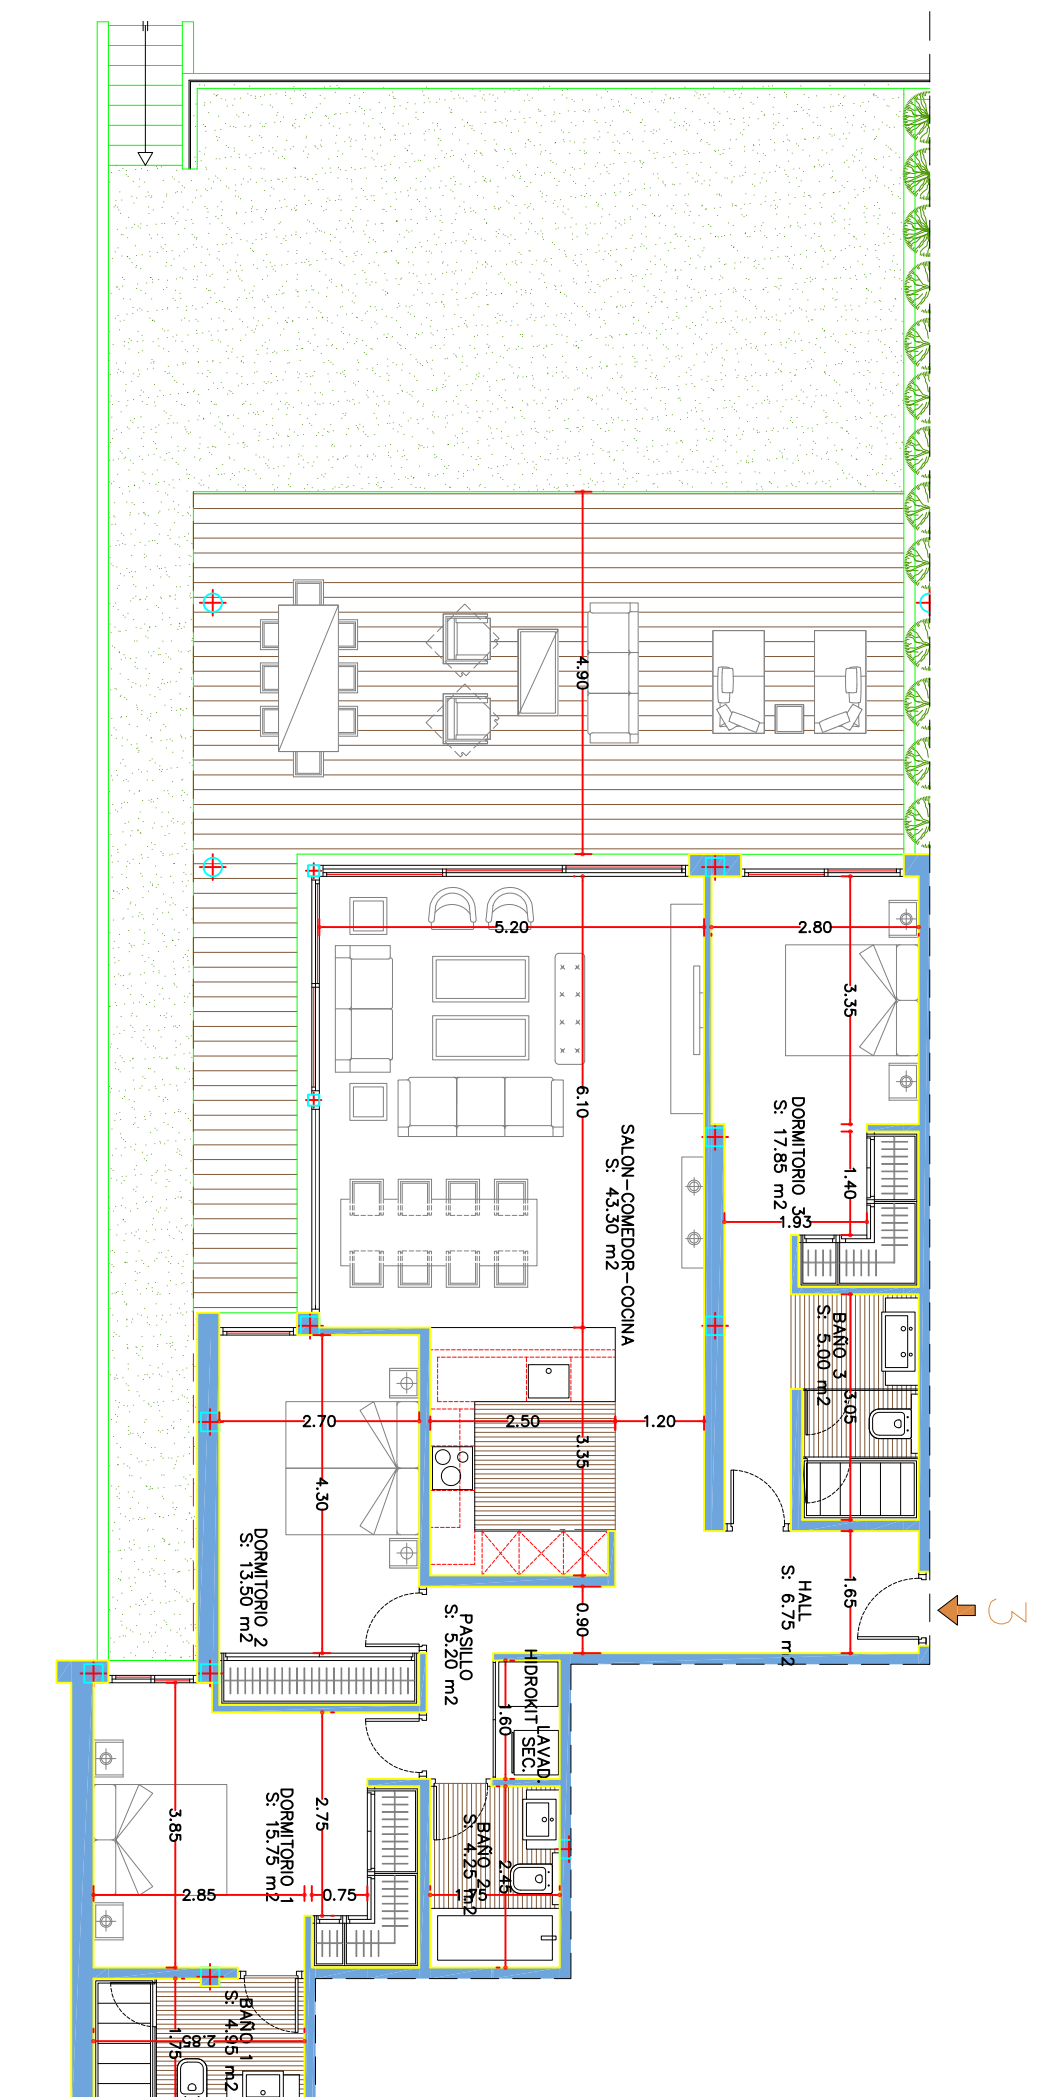 4.90
5.20
2.80
3.35
6.10
DORMITORIO 3
S: 17.85 m2
1.40
1.93
SALON-COMEDOR-COCINA
S: 43.30 m2
BAÑO 3
S: 5.00 m2
3.05
2.70
2.50
1.20
3.35
4.30
DORMITORIO 2
S: 13.50 m2
HALL
S: 6.75 m2
1.65
3
0.90
PASILLO
S: 5.20 m2
HIDROKIT
LAVAD.
SEC.
1.60
DORMITORIO 1
S: 15.75 m2
2.75
3.85
2.85
0.75
BAÑO 2
S: 4.25 m2
2.45
1.75
BAÑO 1
S: 4.95 m2
2.85
1.75